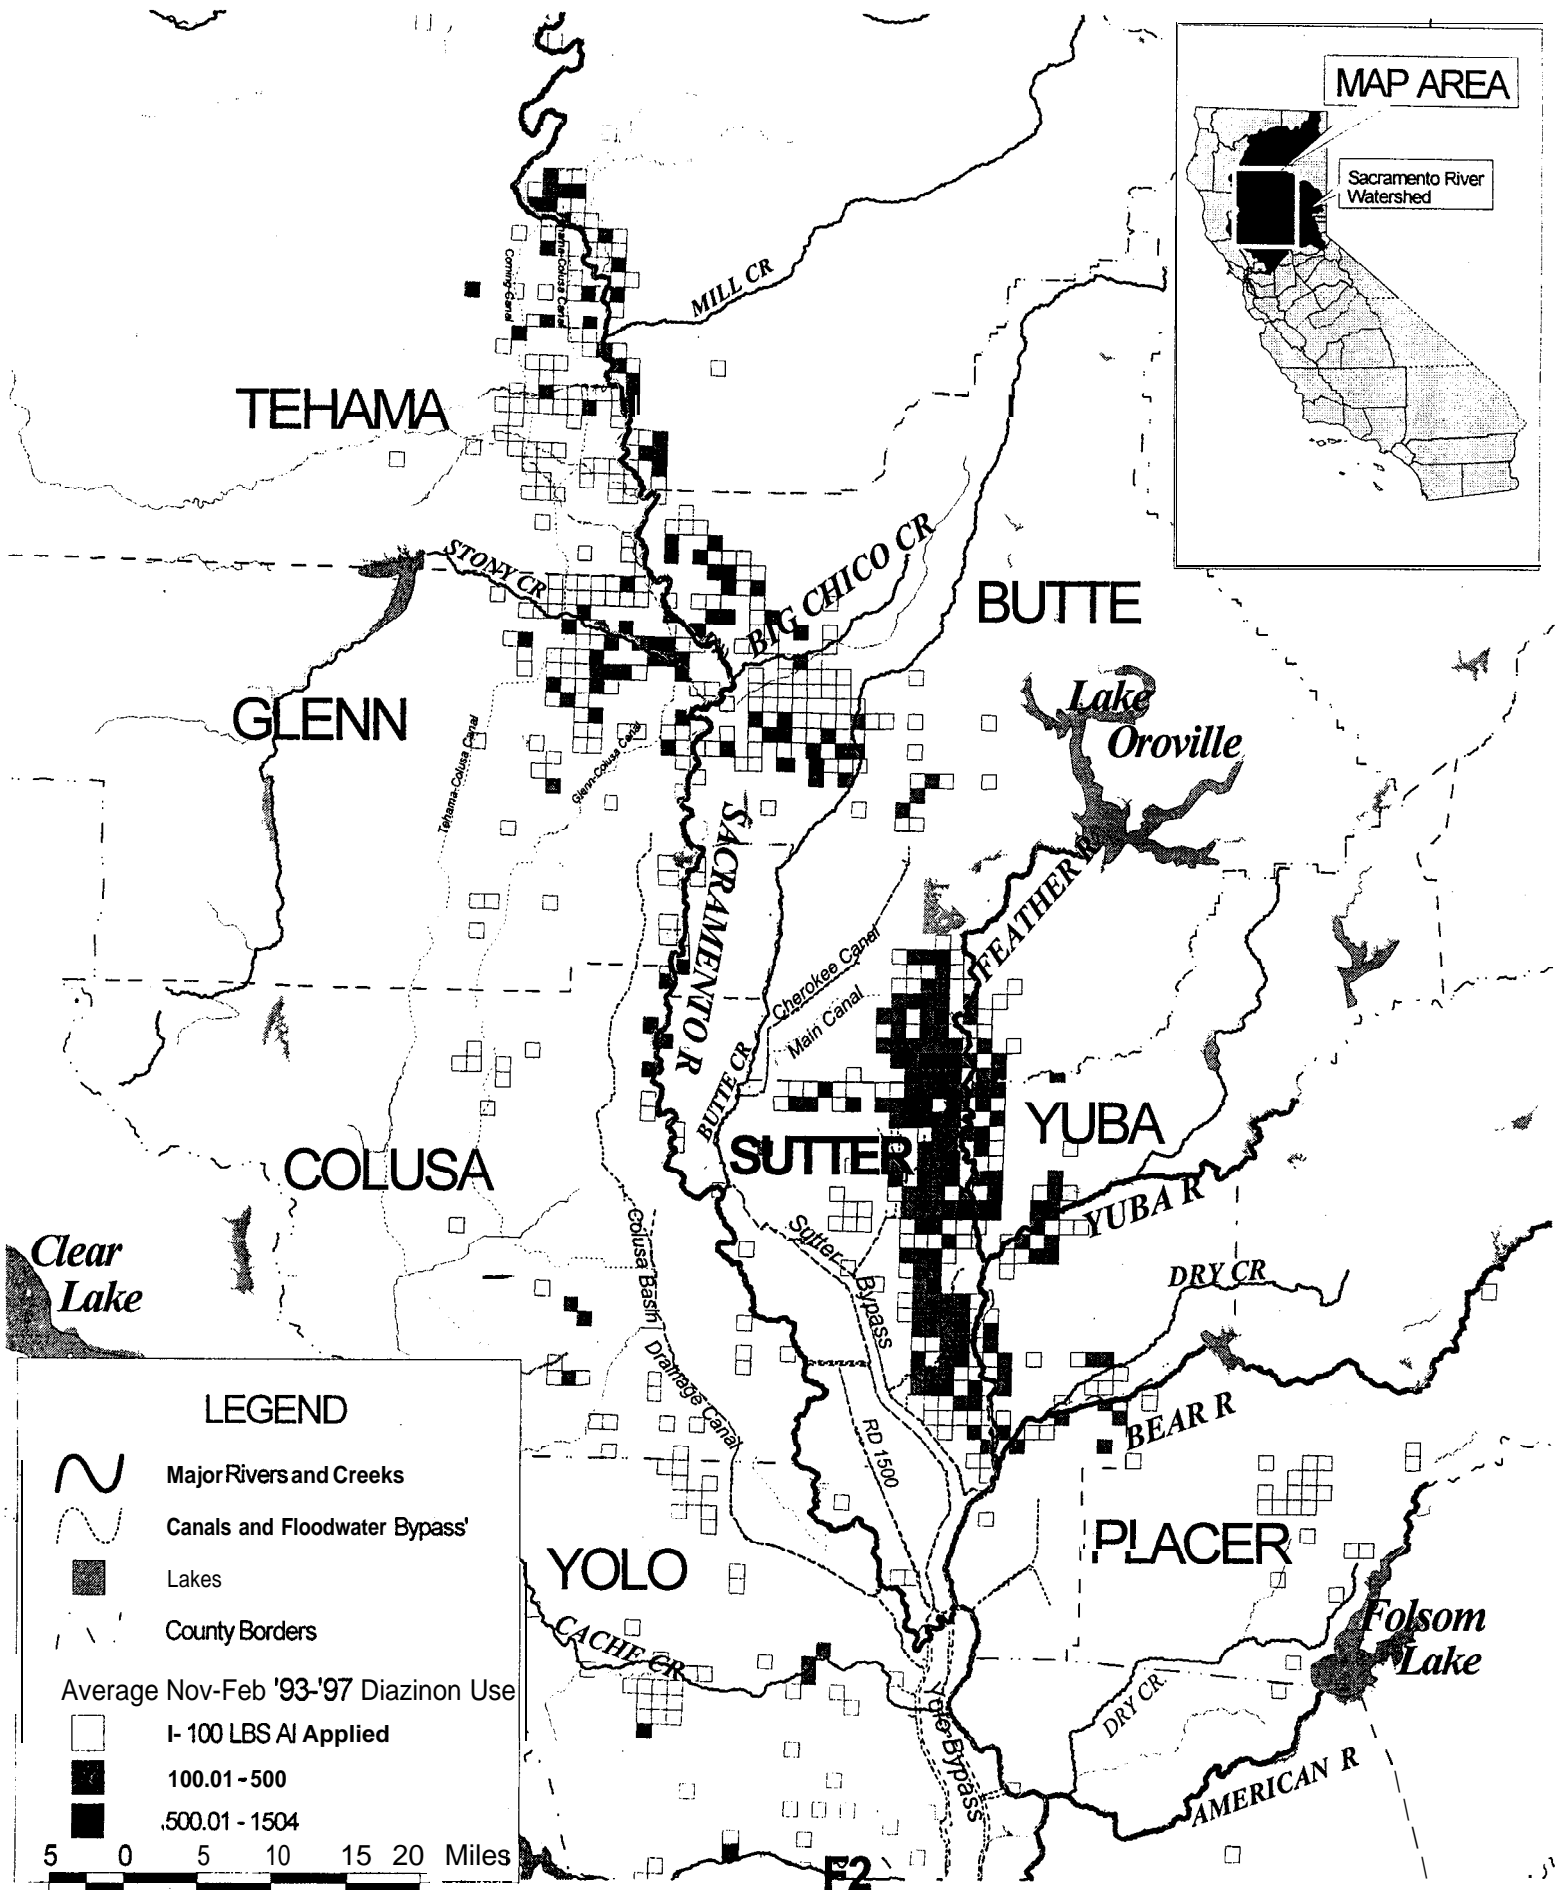 MAP AREA
Sacramento River
Watershed
Corning Canal
Tehama-Colusa Canal
MILL CR
TEHAMA
STONY CR
BIG CHICO CR
BUTTE
GLENN
Lake
Oroville
Tehama-Colusa Canal
Glenn-Colusa Canal
SACRAMENTO R
FEATHER R
Cherokee Canal
Main Canal
BUTTE CR
YUBA
SUTTER
COLUSA
YUBA R
Sutter
Bypass
Colusa Basin
Drainage Canal
Clear
Lake
DRY CR
BEAR R
RD 1500
PLACER
YOLO
CACHE CR
Folsom
Lake
DRY CR
Yolo Bypass
AMERICAN R
LEGEND
Major Rivers and Creeks
Canals and Floodwater Bypass'
Lakes
County Borders
Average Nov-Feb '93-'97 Diazinon Use
I- 100 LBS AI Applied
100.01 - 500
.500.01 - 1504
5 0 5 10 15 20 Miles
F2